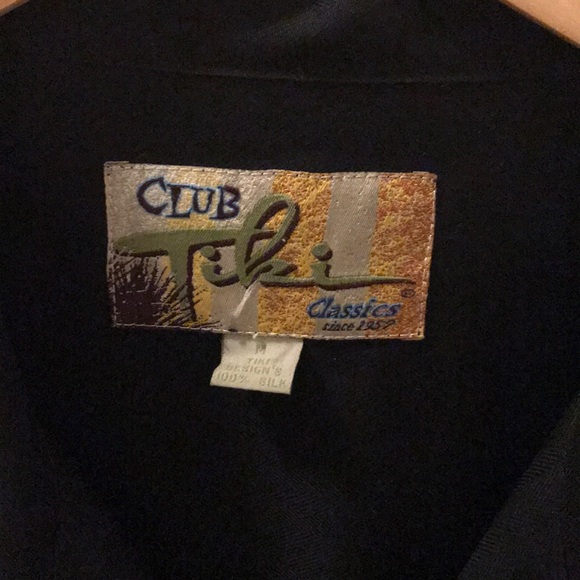 CLUB
Tiki ®
Classics
since 1957
M
TIKI
DESIGN'S
100% SILK